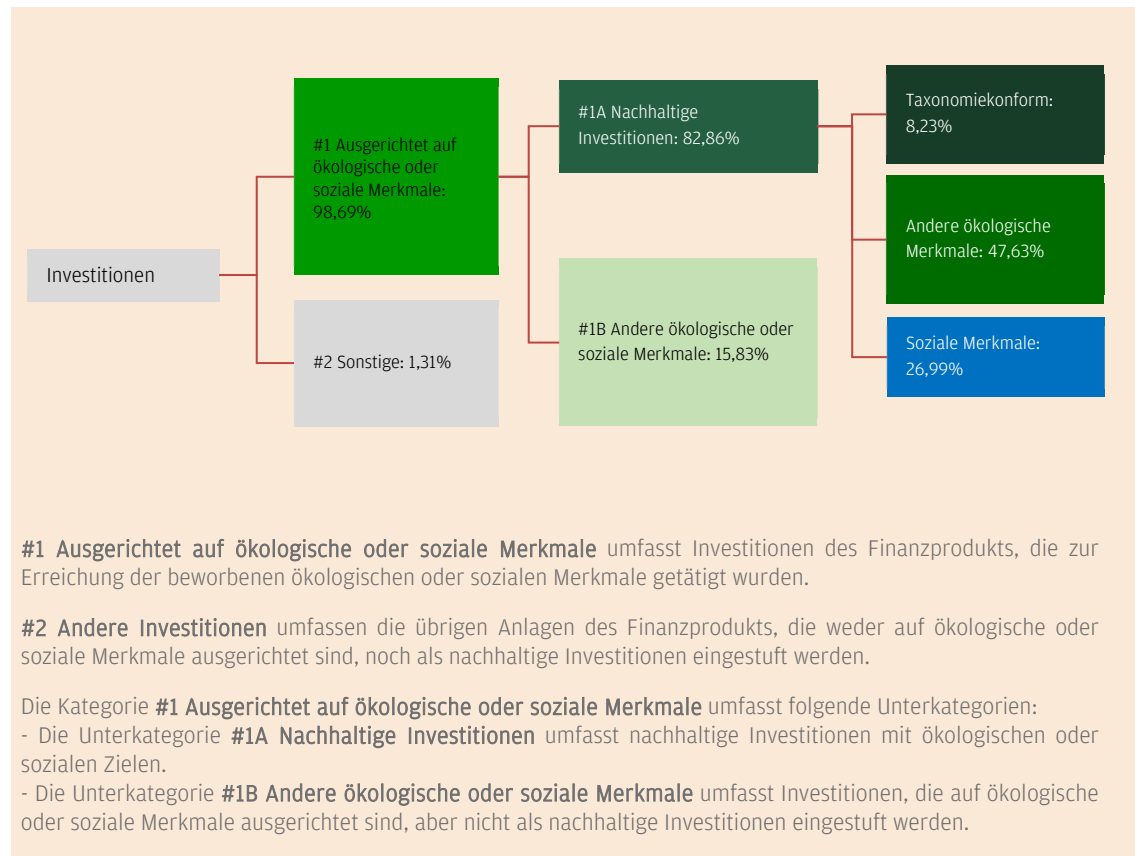 Investitionen
#1 Ausgerichtet auf
ökologische oder
soziale Merkmale:
98,69%
#2 Sonstige: 1,31%
#1A Nachhaltige
Investitionen: 82,86%
#1B Andere ökologische oder
soziale Merkmale: 15,83%
Taxonomiekonform:
8,23%
Andere ökologische
Merkmale: 47,63%
Soziale Merkmale:
26,99%
#1 Ausgerichtet auf ökologische oder soziale Merkmale umfasst Investitionen des Finanzprodukts, die zur
Erreichung der beworbenen ökologischen oder sozialen Merkmale getätigt wurden.
#2 Andere Investitionen umfassen die übrigen Anlagen des Finanzprodukts, die weder auf ökologische oder
soziale Merkmale ausgerichtet sind, noch als nachhaltige Investitionen eingestuft werden.
Die Kategorie #1 Ausgerichtet auf ökologische oder soziale Merkmale umfasst folgende Unterkategorien:
- Die Unterkategorie #1A Nachhaltige Investitionen umfasst nachhaltige Investitionen mit ökologischen oder
sozialen Zielen.
- Die Unterkategorie #1B Andere ökologische oder soziale Merkmale umfasst Investitionen, die auf ökologische
oder soziale Merkmale ausgerichtet sind, aber nicht als nachhaltige Investitionen eingestuft werden.